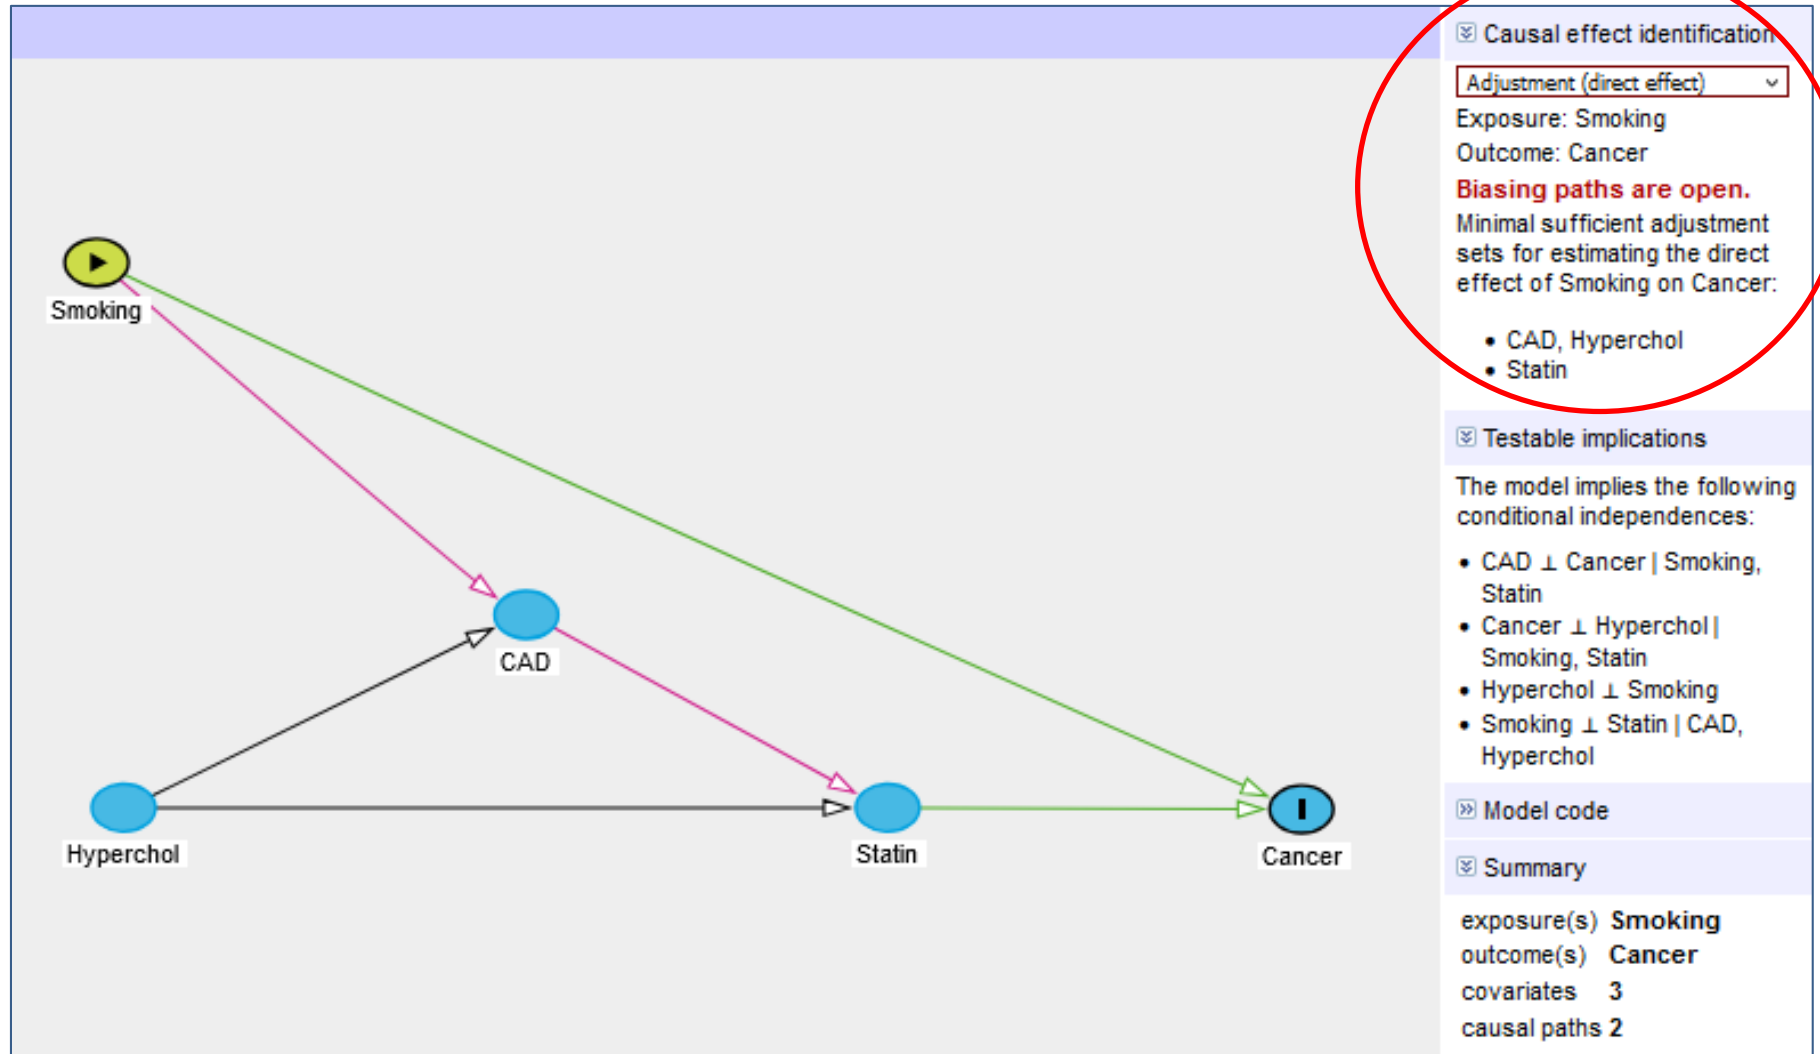 Causal effect identification
Adjustment (direct effect)
Exposure: Smoking
Outcome: Cancer
Biasing paths are open.
Minimal sufficient adjustment
sets for estimating the direct
effect of Smoking on Cancer:
• CAD, Hyperchol
• Statin
Testable implications
The model implies the following
conditional independences:
• CAD ⊥ Cancer | Smoking,
Statin
• Cancer ⊥ Hyperchol |
Smoking, Statin
• Hyperchol ⊥ Smoking
• Smoking ⊥ Statin | CAD,
Hyperchol
Model code
Summary
exposure(s) Smoking
outcome(s) Cancer
covariates 3
causal paths 2
Smoking
CAD
Hyperchol
Statin
Cancer